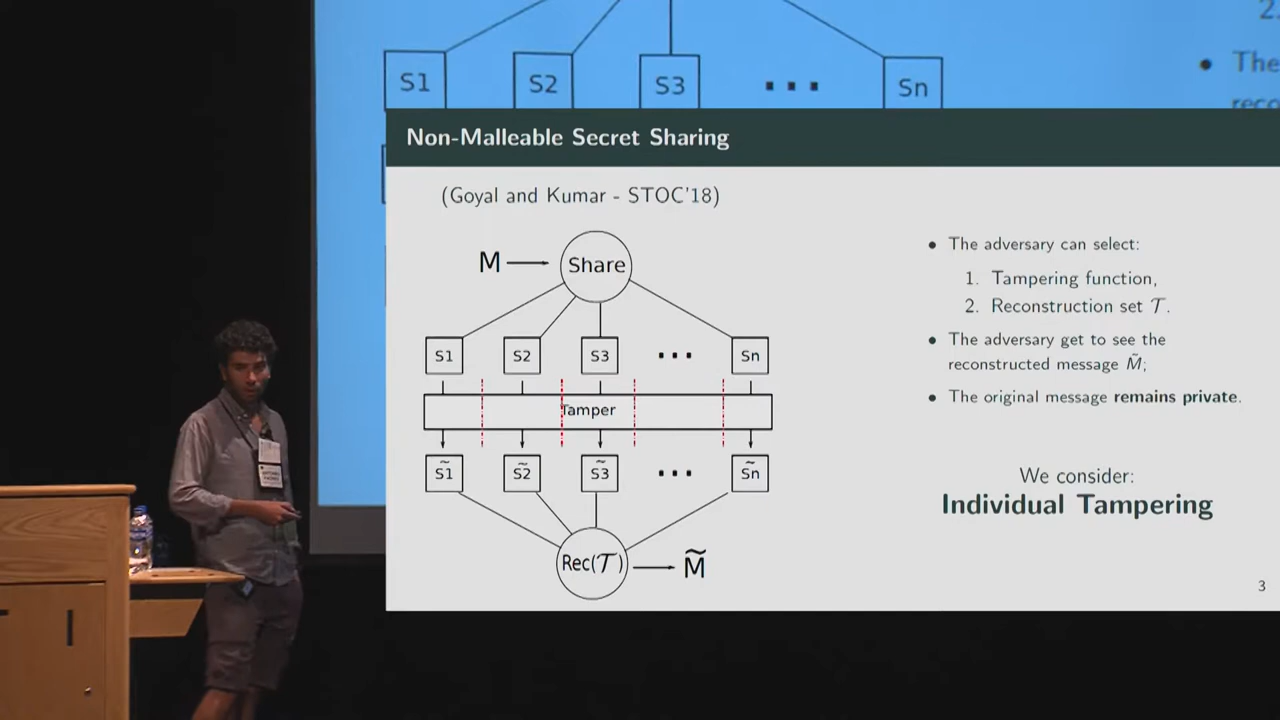 2.
S1
S2
S3
...
Sn
The
reco
Non-Malleable Secret Sharing
(Goyal and Kumar - STOC'18)
M
Share
S1
S2
S3
...
Sn
Tamper
S̃1
S̃2
S̃3
...
S̃n
Rec(𝒯)
M̃
• The adversary can select:
1. Tampering function,
2. Reconstruction set 𝒯.
• The adversary get to see the
reconstructed message M̃;
• The original message remains private.
We consider:
Individual Tampering
3